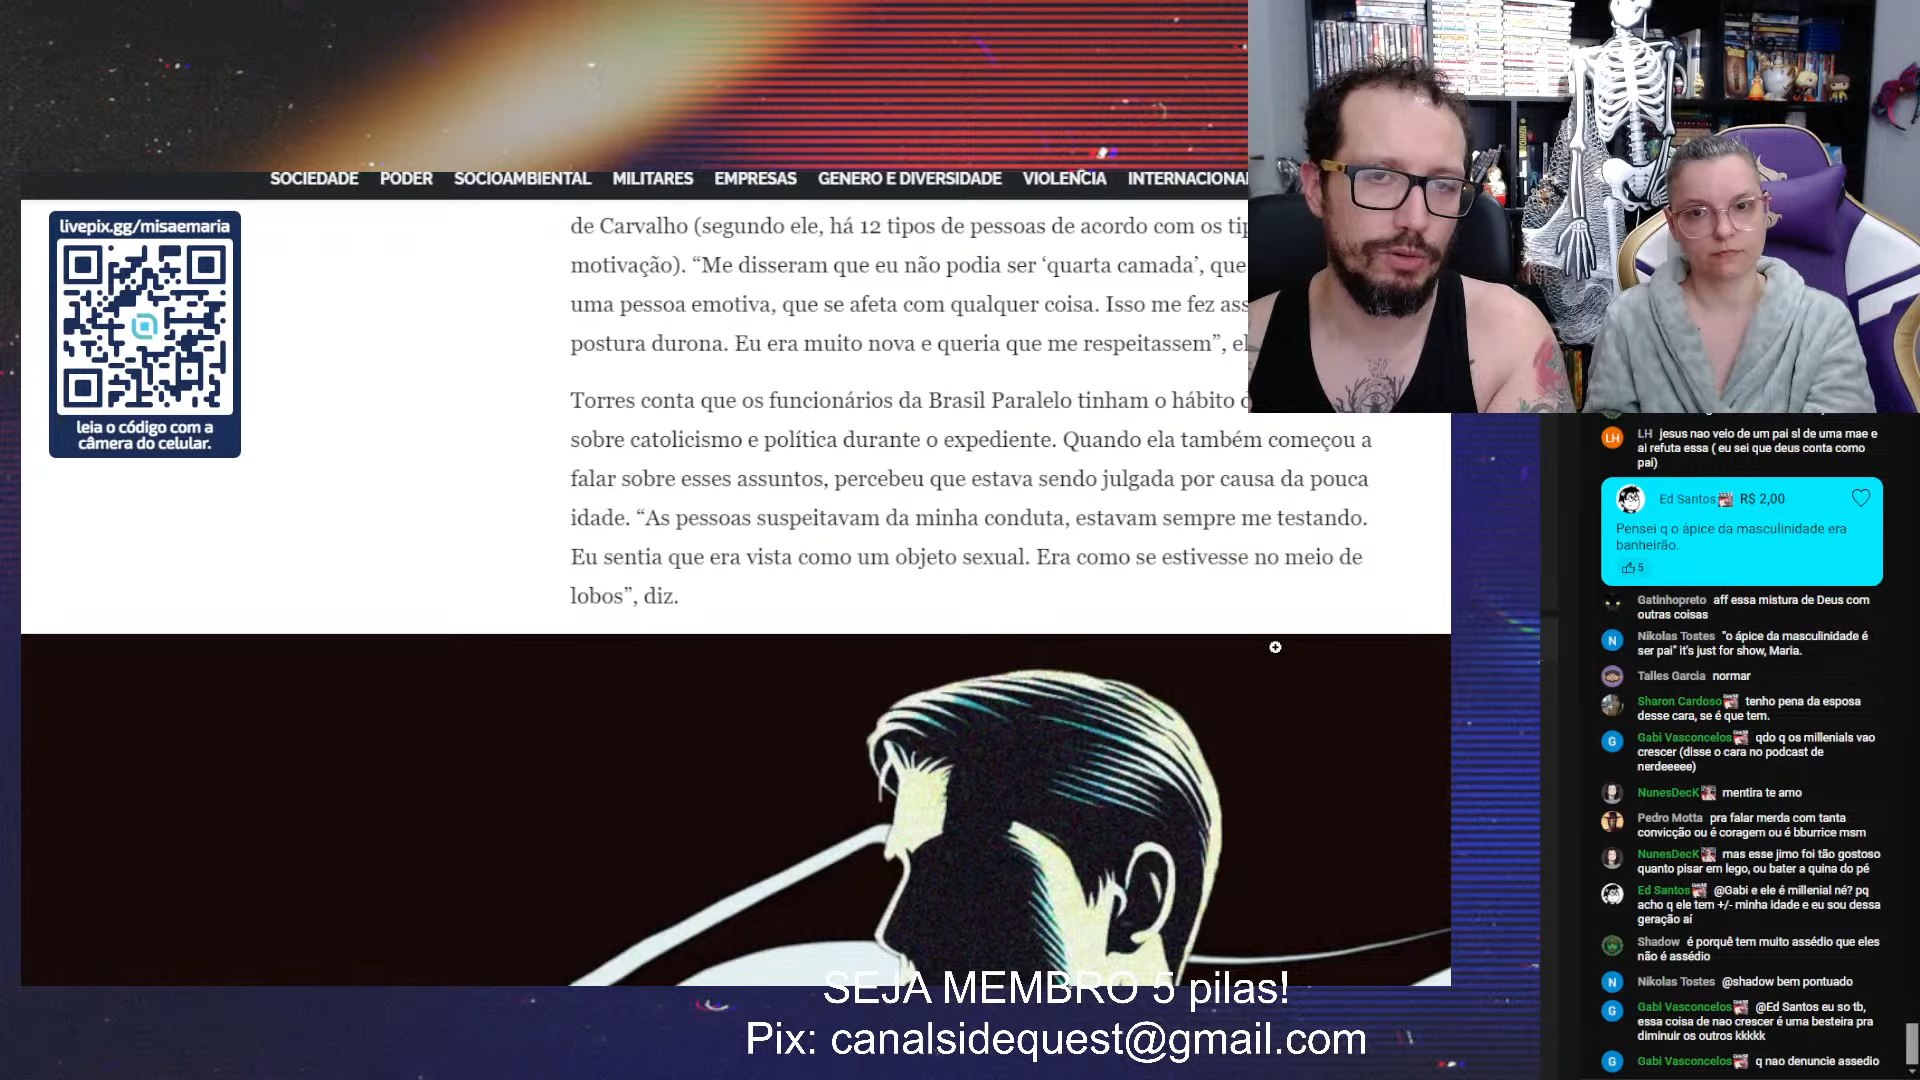 SOCIEDADE PODER SOCIOAMBIENTAL MILITARES EMPRESAS GENERO E DIVERSIDADE VIOLENCIA
livepix.gg/misaemaria
leia o código com a
câmera do celular.
de Carvalho (segundo ele, há 12 tipos de pessoas de acordo com os
motivação). “Me disseram que eu não podia ser ‘quarta camada’, que
uma pessoa emotiva, que se afeta com qualquer coisa. Isso me fez
postura durona. Eu era muito nova e queria que me respeitassem”,
Torres conta que os funcionários da Brasil Paralelo tinham o hábito
sobre catolicismo e política durante o expediente. Quando ela também começou a
falar sobre esses assuntos, percebeu que estava sendo julgada por causa da pouca
idade. “As pessoas suspeitavam da minha conduta, estavam sempre me testando.
Eu sentia que era vista como um objeto sexual. Era como se estivesse no meio de
lobos”, diz.
SEJA MEMBRO 5 pilas!
Pix: canalsidequest@gmail.com
LH jesus nao veio de um pai sl de uma mae e
ai refuta essa ( eu sei que deus conta como
pai)
Ed Santos R$ 2,00
Pensei q o ápice da masculinidade era
banheirão.
5
Gatinhopreto aff essa mistura de Deus com
outras coisas
N Nikolas Tostes "o ápice da masculinidade é
ser pai" it's just for show, Maria.
Talles Garcia normar
Sharon Cardoso tenho pena da esposa
desse cara, se é que tem.
G Gabi Vasconcelos qdo q os millenials vao
crescer (disse o cara no podcast de
nerdeeeee)
NunesDecK mentira te amo
Pedro Motta pra falar merda com tanta
convicção ou é coragem ou é bburrice msm
NunesDecK mas esse jimo foi tão gostoso
quanto pisar em lego, ou bater a quina do pé
Ed Santos @Gabi e ele é millenial né? pq
acho q ele tem +/- minha idade e eu sou dessa
geração aí
Shadow é porquê tem muito assédio que eles
não é assédio
N Nikolas Tostes @shadow bem pontuado
G Gabi Vasconcelos @Ed Santos eu so tb,
essa coisa de nao crescer é uma besteira pra
diminuir os outros kkkkk
G Gabi Vasconcelos q nao denuncie assedio